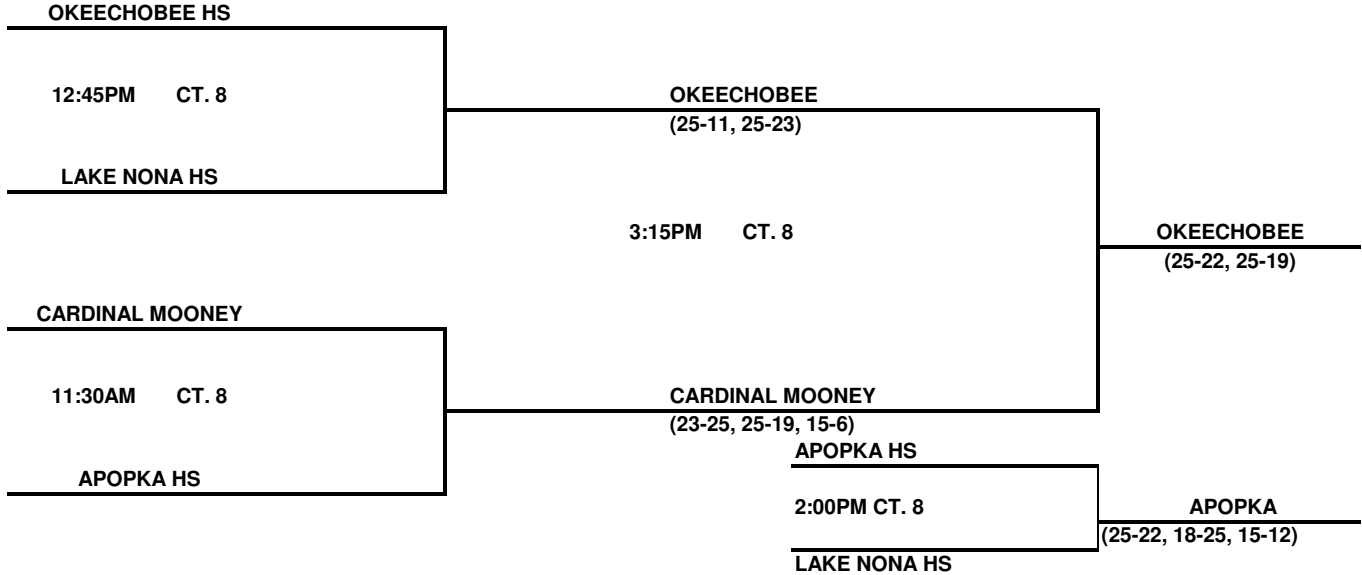 OKEECHOBEE HS
12:45PM CT. 8
OKEECHOBEE
(25-11, 25-23)
LAKE NONA HS
3:15PM CT. 8
OKEECHOBEE
(25-22, 25-19)
CARDINAL MOONEY
11:30AM CT. 8
CARDINAL MOONEY
(23-25, 25-19, 15-6)
APOPKA HS
APOPKA HS
2:00PM CT. 8
APOPKA
(25-22, 18-25, 15-12)
LAKE NONA HS